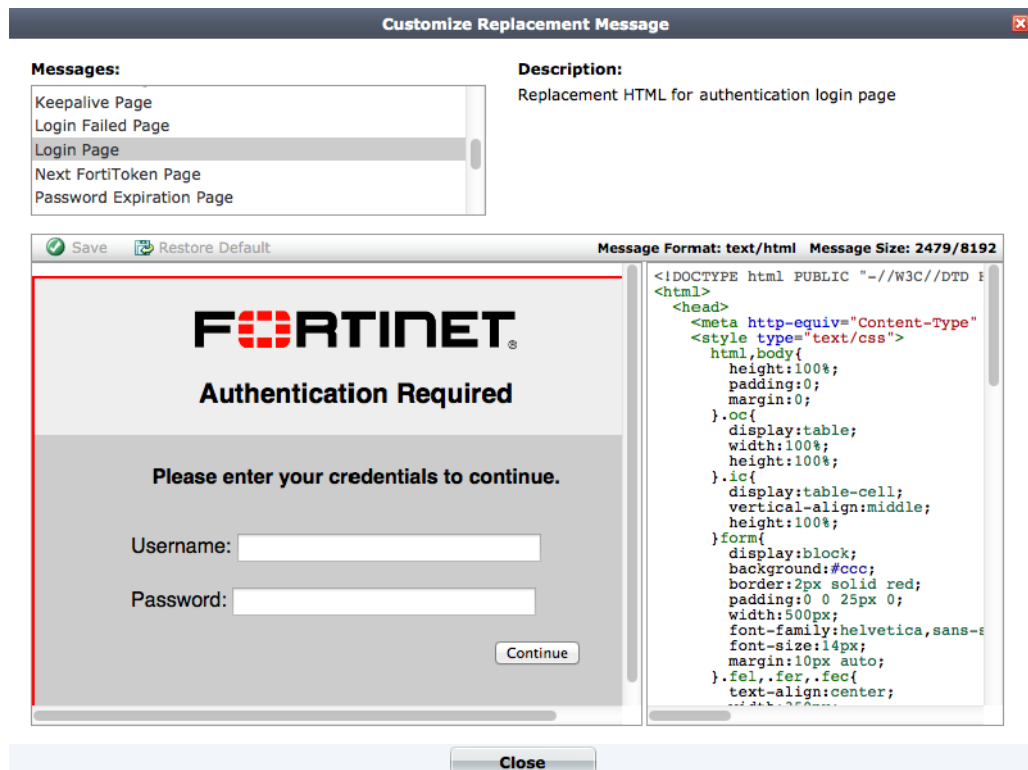 Customize Replacement Message
Messages:
Keepalive Page
Login Failed Page
Login Page
Next FortiToken Page
Password Expiration Page
Description:
Replacement HTML for authentication login page
Save Restore Default Message Format: text/html Message Size: 2479/8192
FORTINET®
Authentication Required
Please enter your credentials to continue.
Username:
Password:
Continue
<!DOCTYPE html PUBLIC "-//W3C//DTD
<html>
<head>
<meta http-equiv="Content-Type"
<style type="text/css">
html,body{
height:100%;
padding:0;
margin:0;
}.oc{
display:table;
width:100%;
height:100%;
}.ic{
display:table-cell;
vertical-align:middle;
height:100%;
}form{
display:block;
background:#ccc;
border:2px solid red;
padding:0 0 25px 0;
width:500px;
font-family:helvetica,sans-s
font-size:14px;
margin:10px auto;
}.fel,.fer,.fec{
text-align:center;
Close